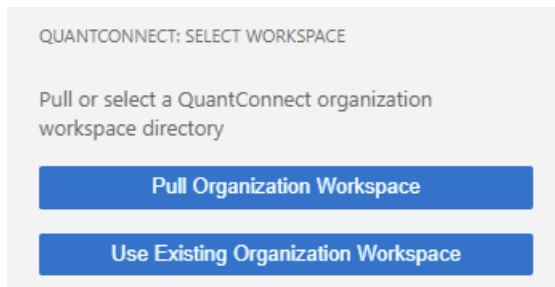 QUANTCONNECT: SELECT WORKSPACE
Pull or select a QuantConnect organization
workspace directory
Pull Organization Workspace
Use Existing Organization Workspace